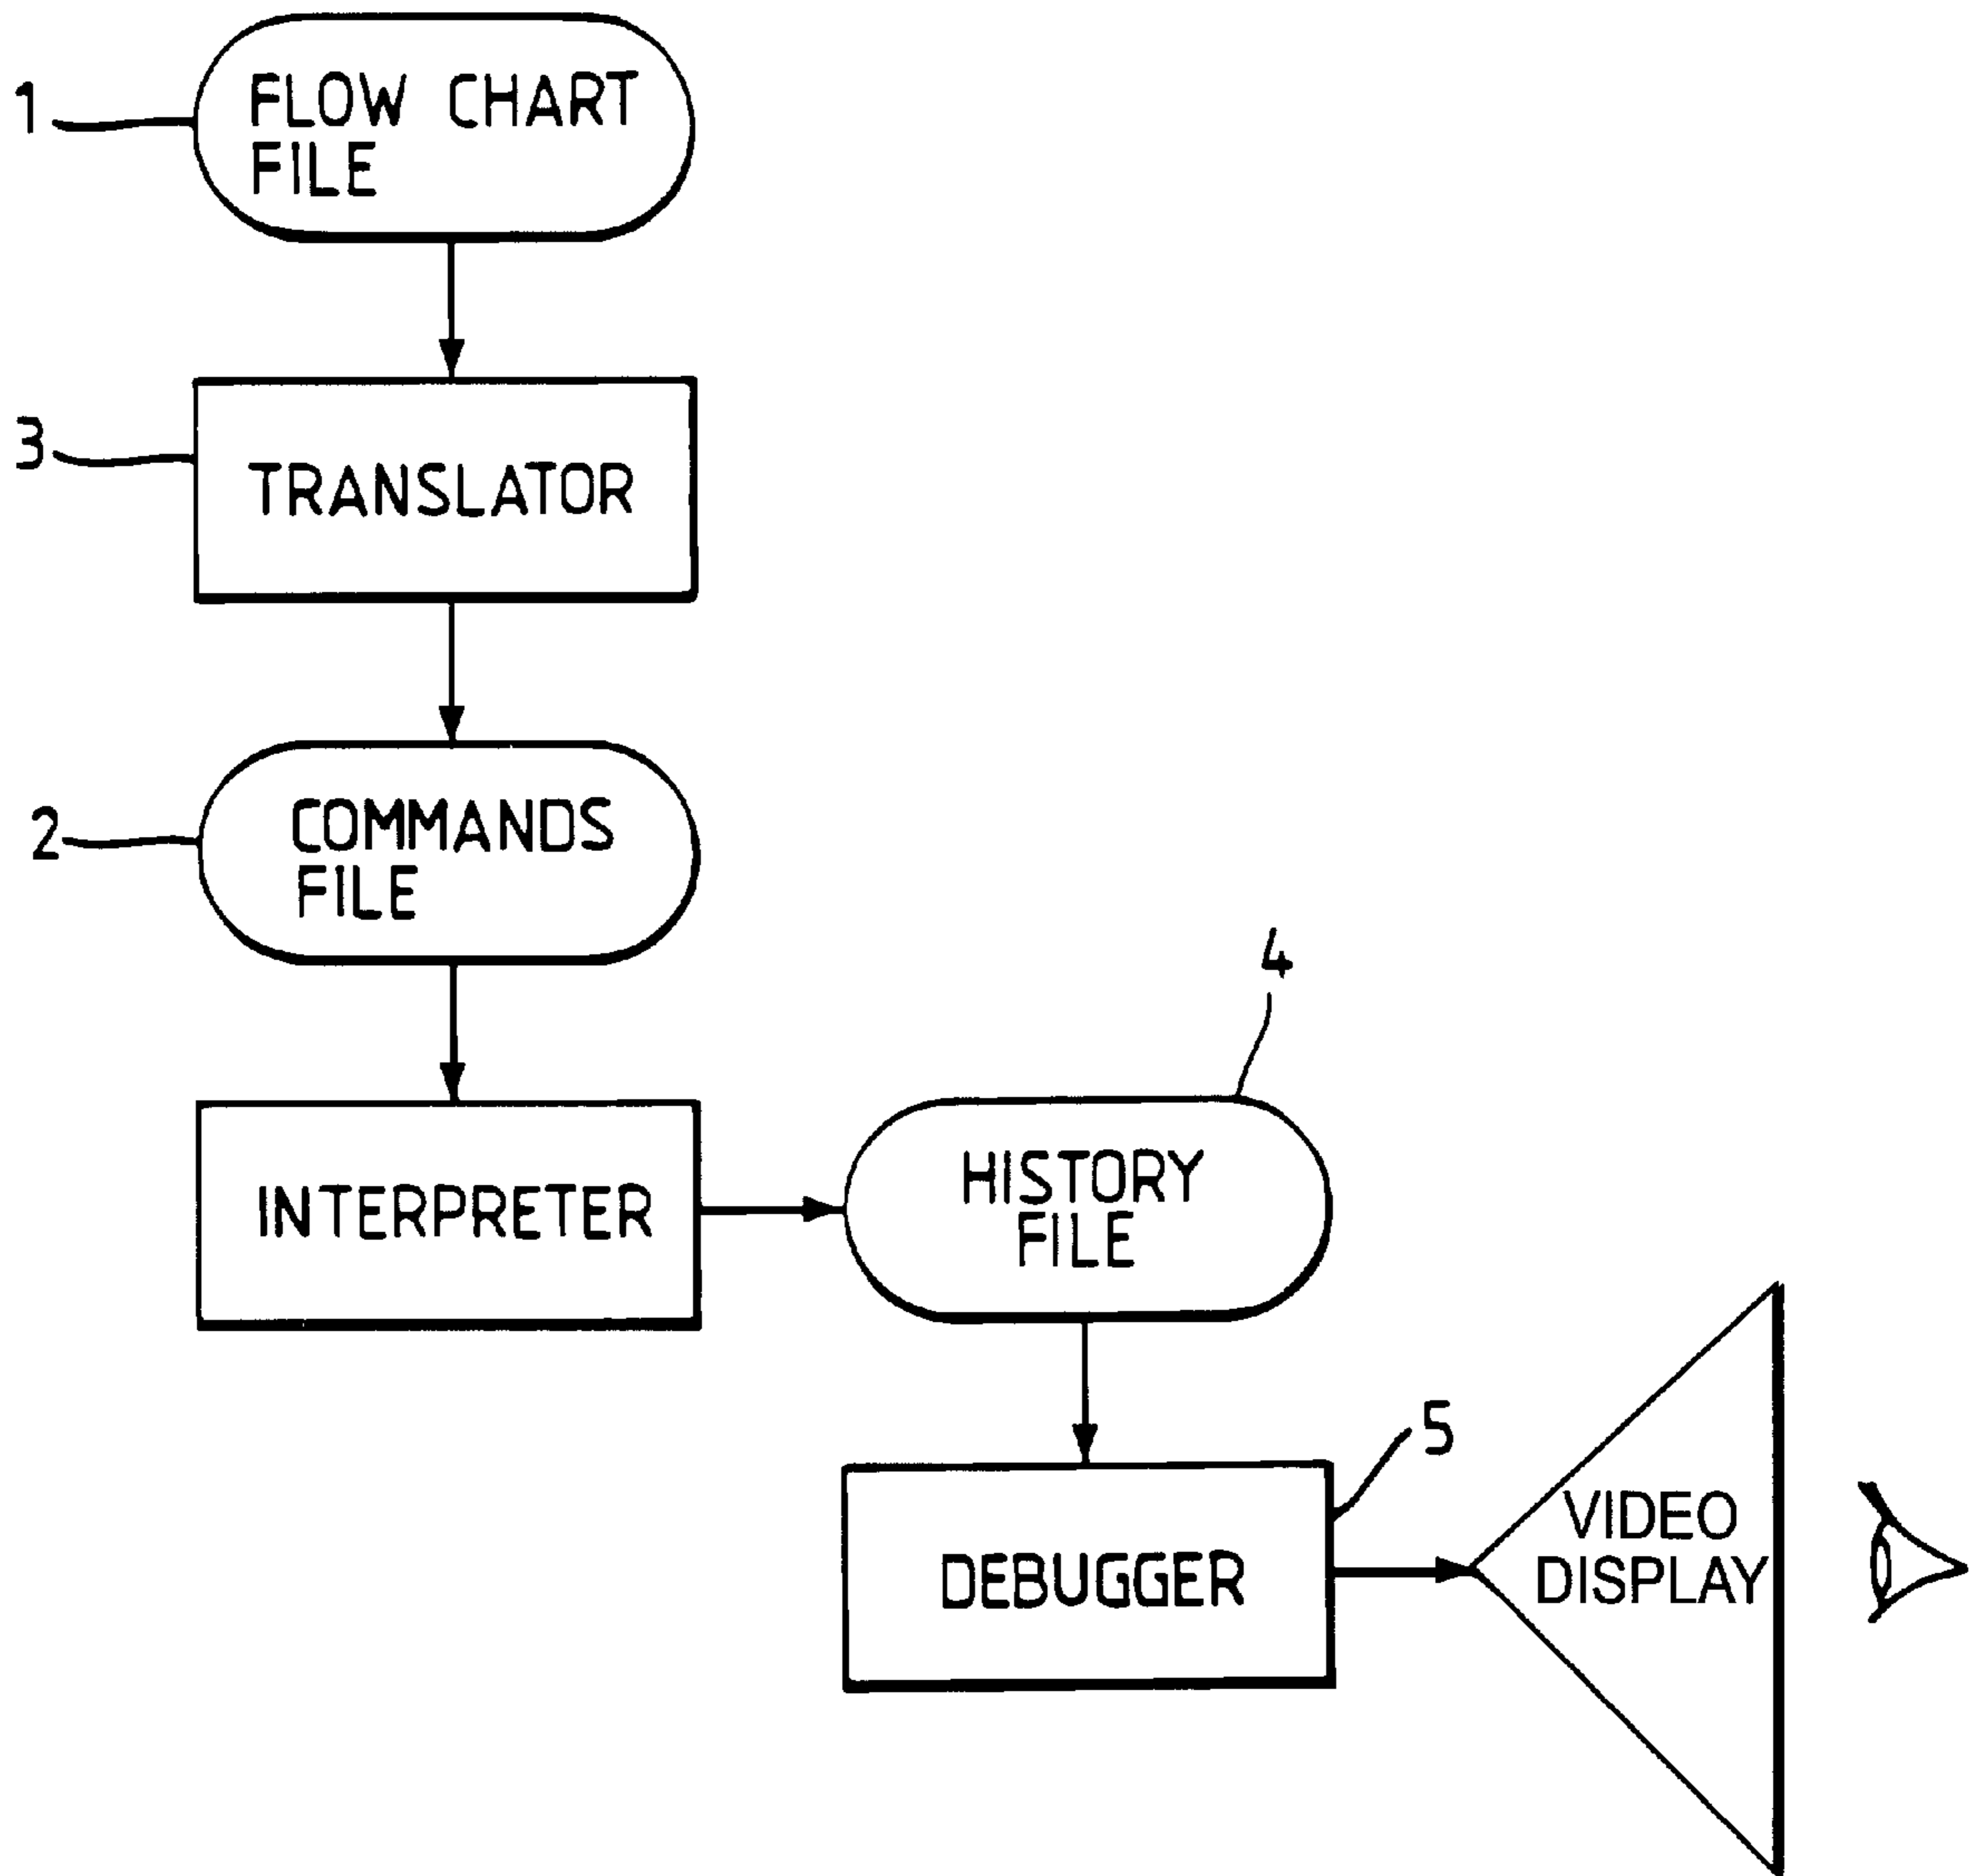 1
FLOW CHART
FILE
3
TRANSLATOR
2
COMMANDS
FILE
4
INTERPRETER
HISTORY
FILE
5
DEBUGGER
VIDEO
DISPLAY